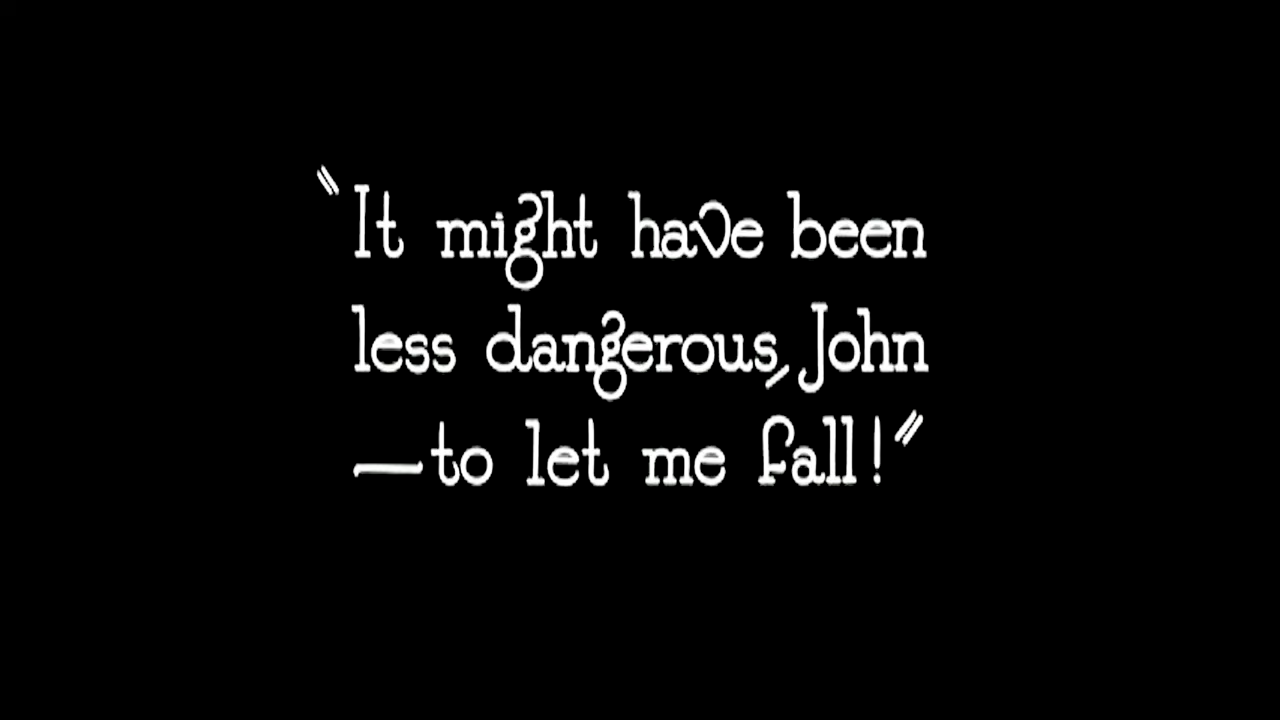 "It might have been
less dangerous, John
—to let me fall!"